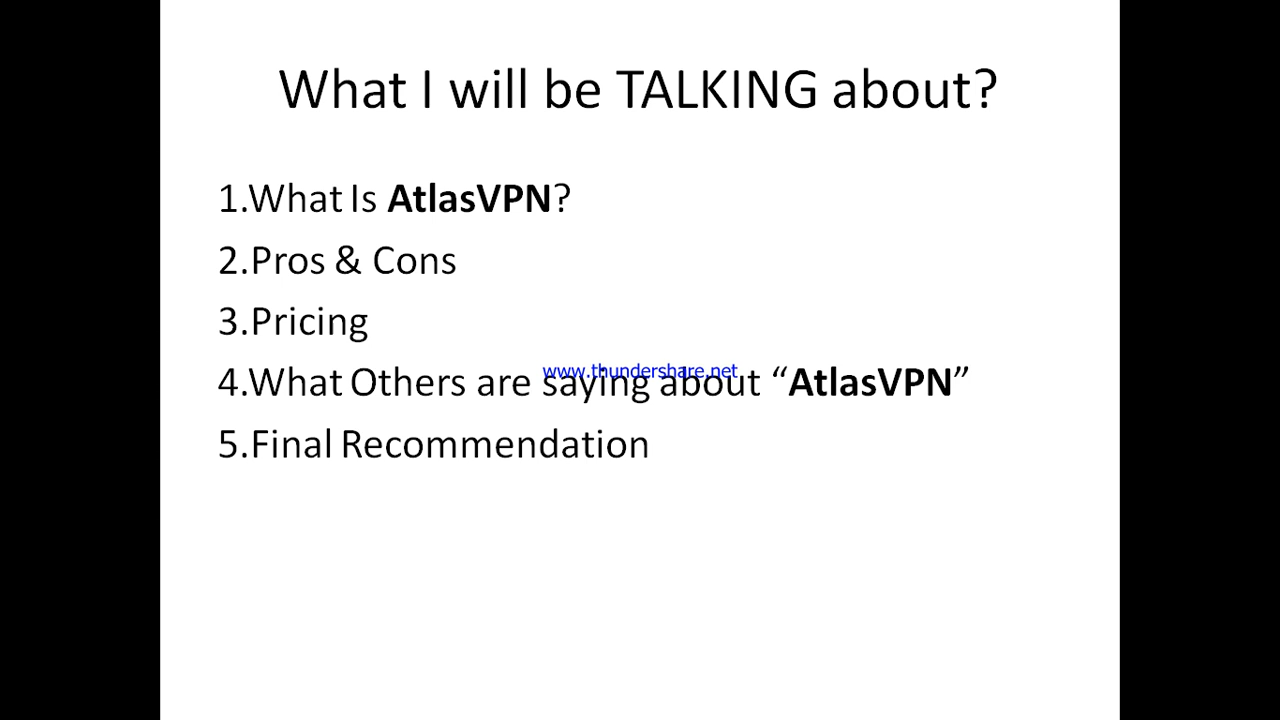 What I will be TALKING about?
1.What Is AtlasVPN?
2.Pros & Cons
3.Pricing
www.thundershare.net
4.What Others are saying about “AtlasVPN”
5.Final Recommendation